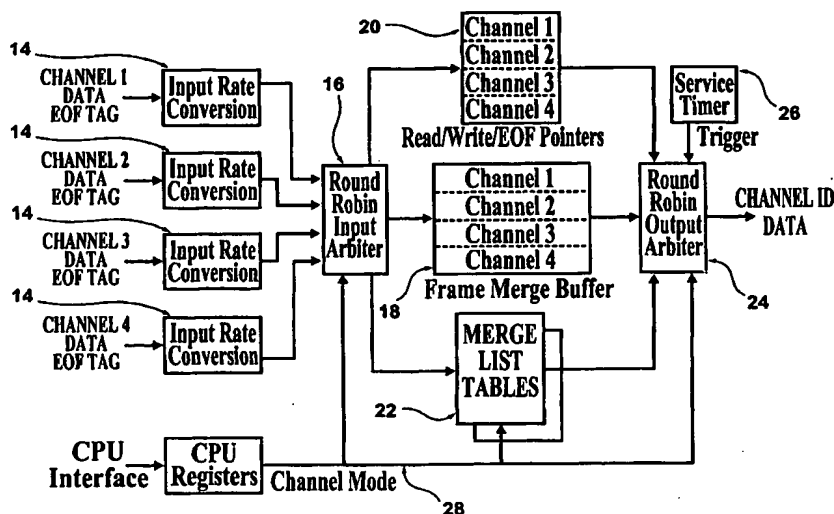 14
CHANNEL 1
DATA
EOF TAG
Input Rate
Conversion
14
CHANNEL 2
DATA
EOF TAG
Input Rate
Conversion
14
CHANNEL 3
DATA
EOF TAG
Input Rate
Conversion
14
CHANNEL 4
DATA
EOF TAG
Input Rate
Conversion
16
Round
Robin
Input
Arbiter
20
Channel 1
Channel 2
Channel 3
Channel 4
Read/Write/EOF Pointers
Channel 1
Channel 2
Channel 3
Channel 4
18
Frame Merge Buffer
MERGE
LIST
TABLES
22
Service
Timer
26
Trigger
Round
Robin
Output
Arbiter
24
CHANNEL ID
DATA
CPU
Interface
CPU
Registers
Channel Mode
28